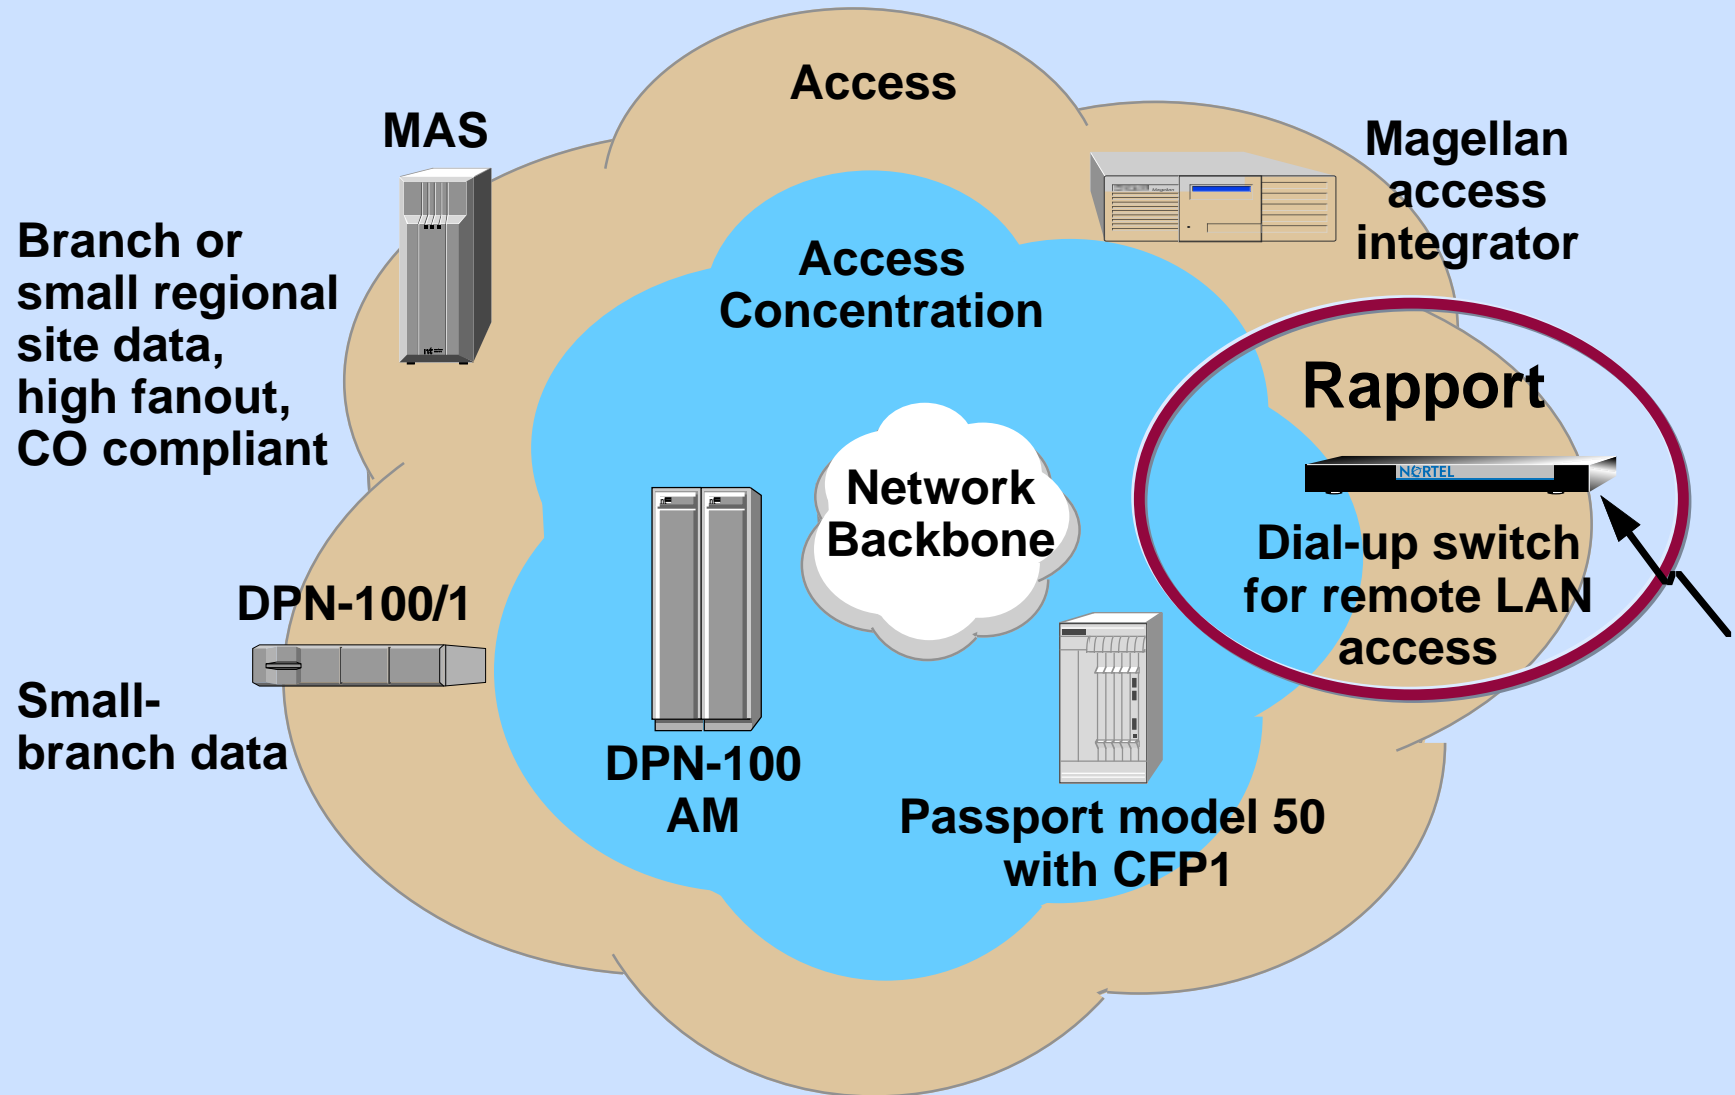 Access
MAS
Magellan
access
integrator
Branch or
small regional
site data,
high fanout,
CO compliant
Access
Concentration
Rapport
NORTEL
Network
Backbone
Dial-up switch
for remote LAN
access
DPN-100/1
Small-
branch data
DPN-100
AM
Passport model 50
with CFP1